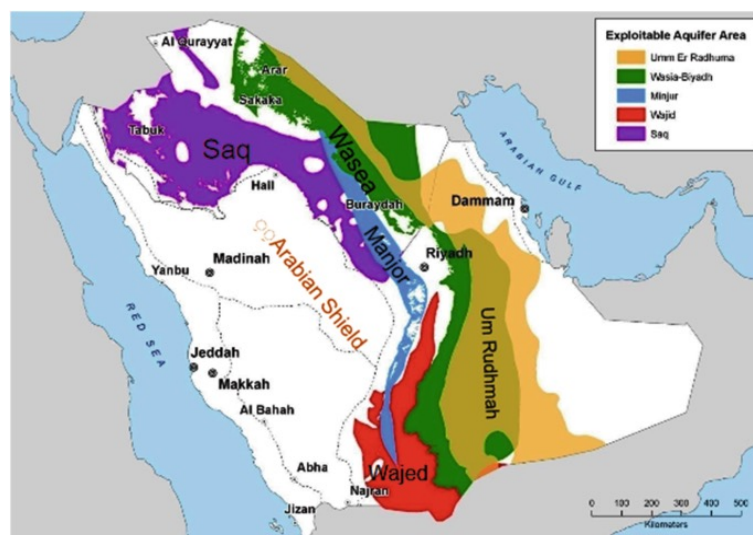 Exploitable Aquifer Area
Umm Er Radhuma
Wasia-Biyadh
Minjur
Wajid
Saq
Al Qurayyat
Arar
Sakaka
Tabuk
Saq
Wasea
Hail
Buraydah
Dammam
ARABIAN GULF
Manjor
Riyadh
Madinah
Yanbu
Arabian Shield
RED SEA
Um Rudhmah
Jeddah
Makkah
Al Bahah
Abha
Wajed
Najran
Jizan
0 100 200 300 400 500
Kilometers